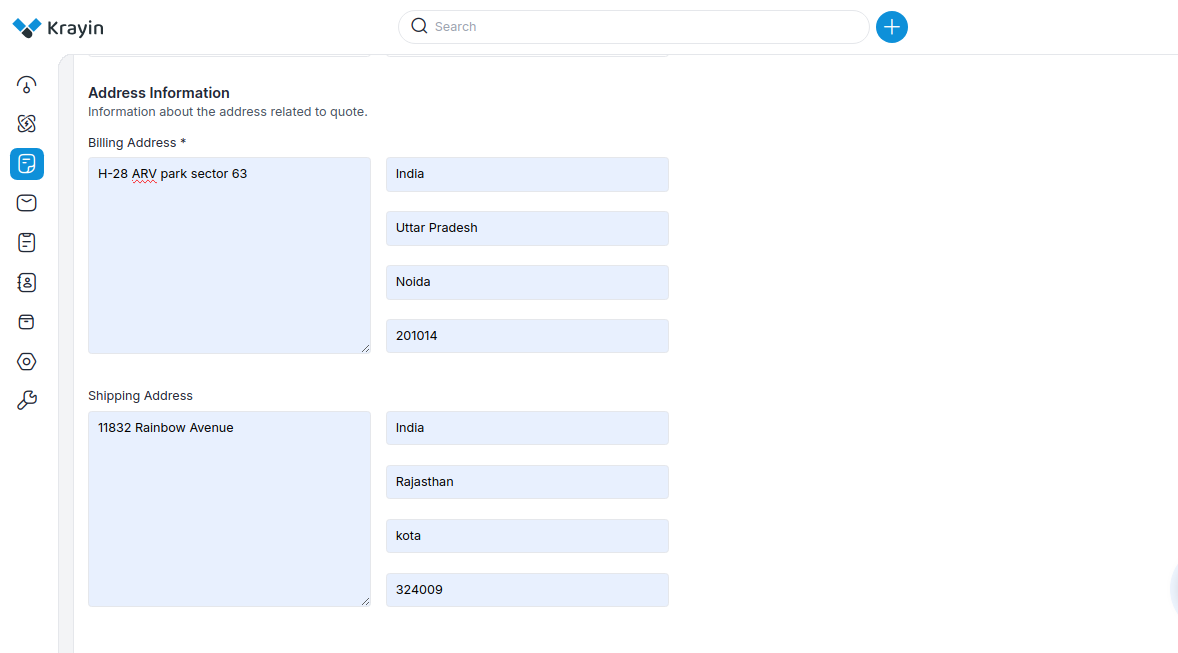 Krayin
Search
Address Information
Information about the address related to quote.
Billing Address *
H-28 ARV park sector 63
India
Uttar Pradesh
Noida
201014
Shipping Address
11832 Rainbow Avenue
India
Rajasthan
kota
324009